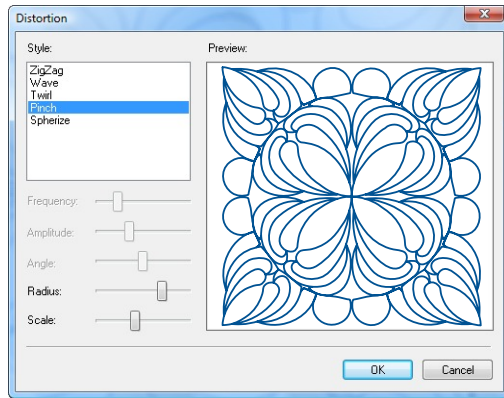 Distortion
Style:
Preview:
ZigZag
Wave
Twirl
Pinch
Spherize
Frequency:
Amplitude:
Angle:
Radius:
Scale:
OK
Cancel